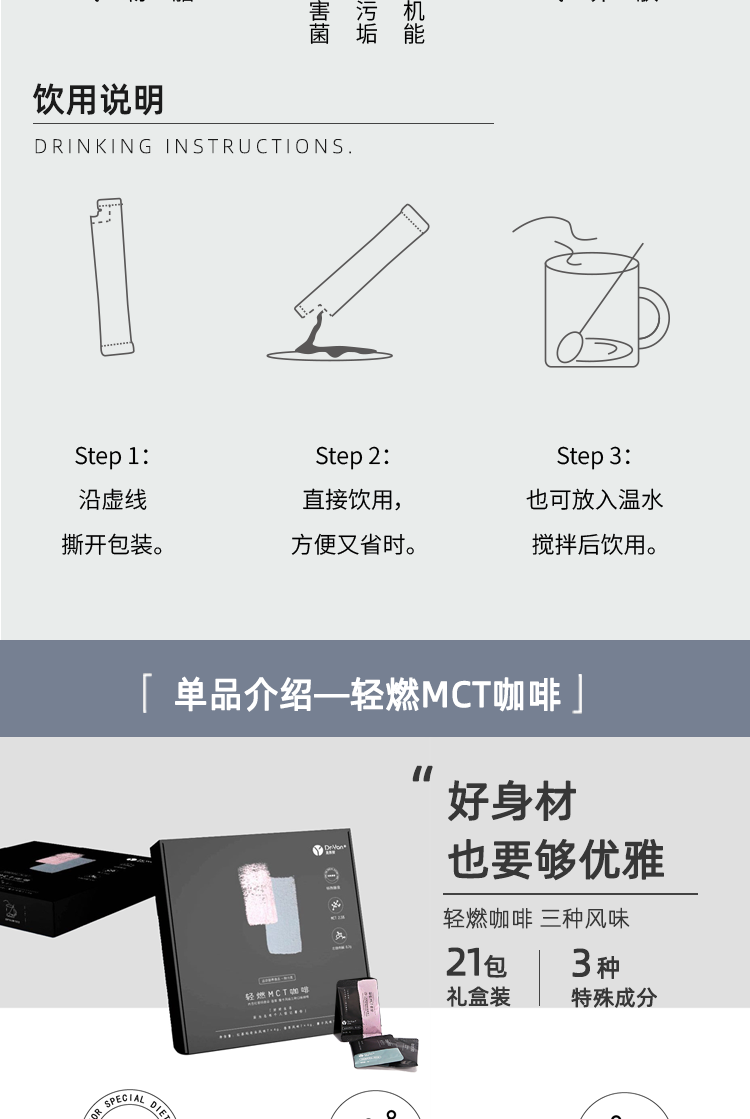 害 污 机
菌 垢 能
饮用说明
DRINKING INSTRUCTIONS.
Step 1：
沿虚线
撕开包装。
Step 2：
直接饮用，
方便又省时。
Step 3：
也可放入温水
搅拌后饮用。
「单品介绍—轻燃MCT咖啡」
“好身材
也要够优雅
轻燃咖啡 三种风味
21包
礼盒装
3种
特殊成分
Dr.Yan+
轻燃MCT咖啡
OR SPECIAL DIET